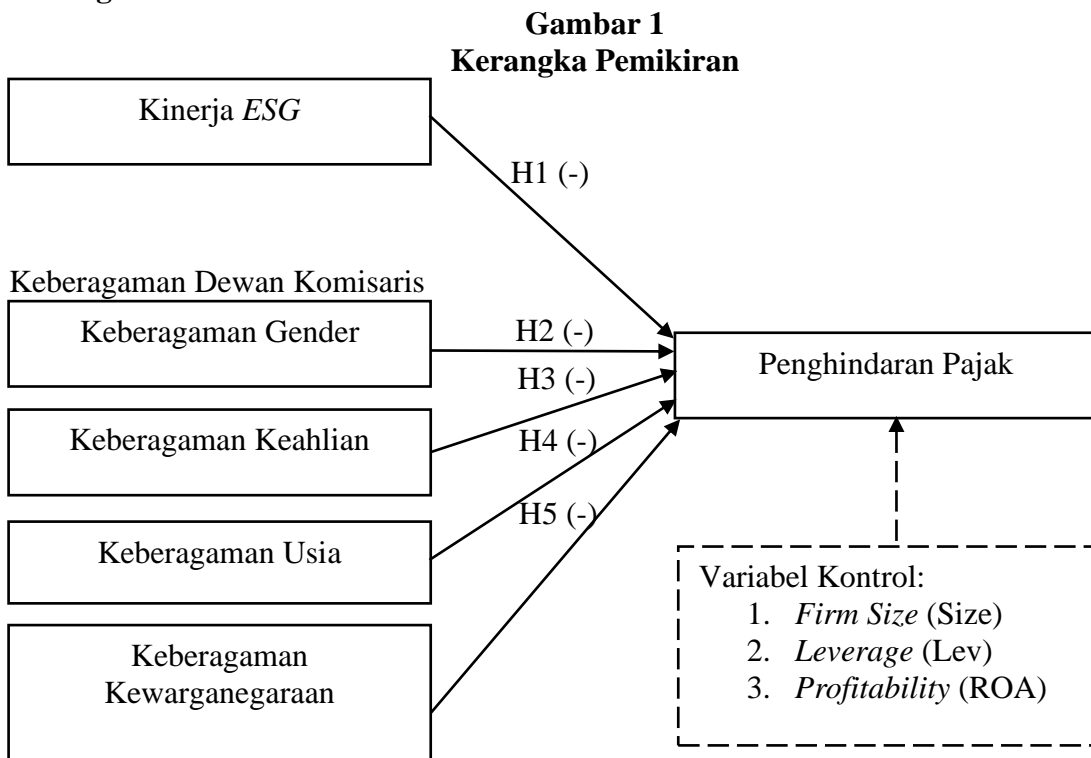 Gambar 1
Kerangka Pemikiran
Kinerja ESG
H1 (-)
Keberagaman Dewan Komisaris
Keberagaman Gender
H2 (-)
Penghindaran Pajak
H3 (-)
Keberagaman Keahlian
H4 (-)
H5 (-)
Keberagaman Usia
Variabel Kontrol:
1. Firm Size (Size)
2. Leverage (Lev)
3. Profitability (ROA)
Keberagaman
Kewarganegaraan